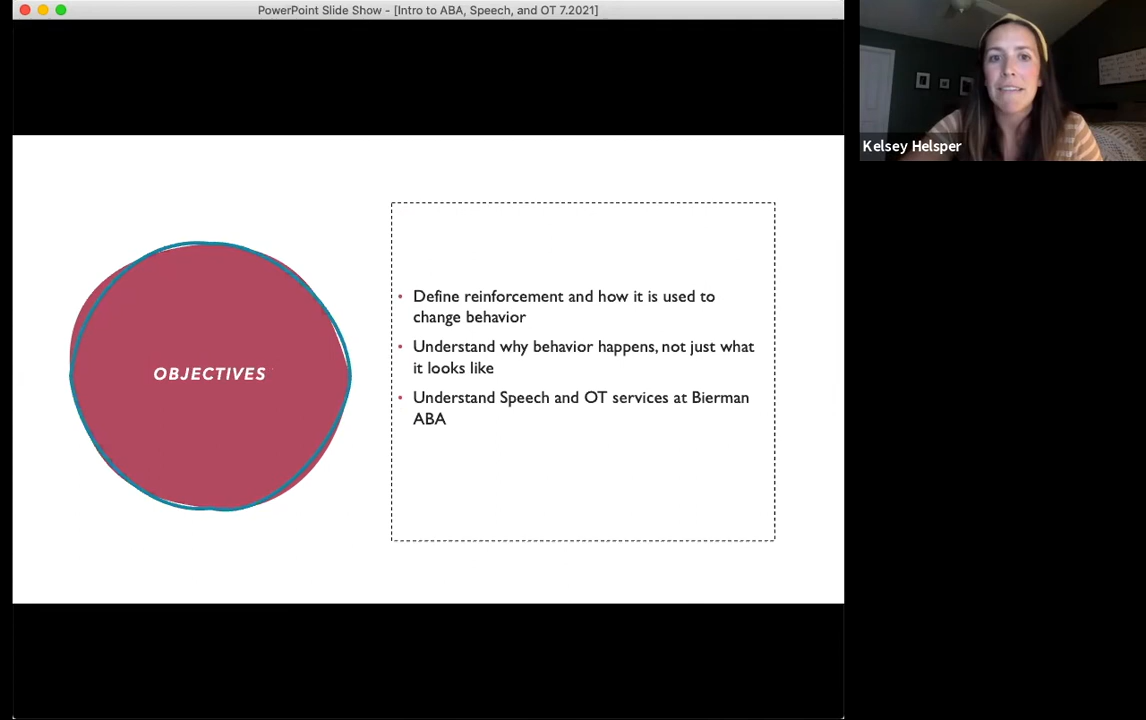 PowerPoint Slide Show - [Intro to ABA, Speech, and OT 7.2021]
Kelsey Helsper
OBJECTIVES
• Define reinforcement and how it is used to
change behavior
• Understand why behavior happens, not just what
it looks like
• Understand Speech and OT services at Bierman
ABA